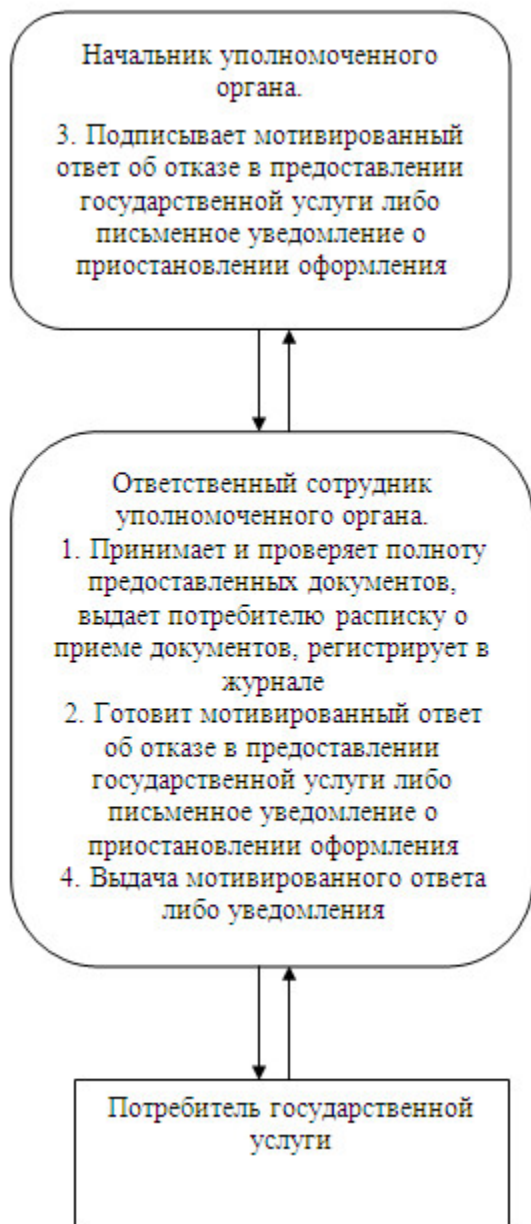 Начальник уполномоченного
органа.
3. Подписывает мотивированный
ответ об отказе в предоставлении
государственной услуги либо
письменное уведомление о
приостановлении оформления
Ответственный сотрудник
уполномоченного органа.
1. Принимает и проверяет полноту
предоставленных документов,
выдает потребителю расписку о
приеме документов, регистрирует в
журнале
2. Готовит мотивированный ответ
об отказе в предоставлении
государственной услуги либо
письменное уведомление о
приостановлении оформления
4. Выдача мотивированного ответа
либо уведомления
Потребитель государственной
услуги